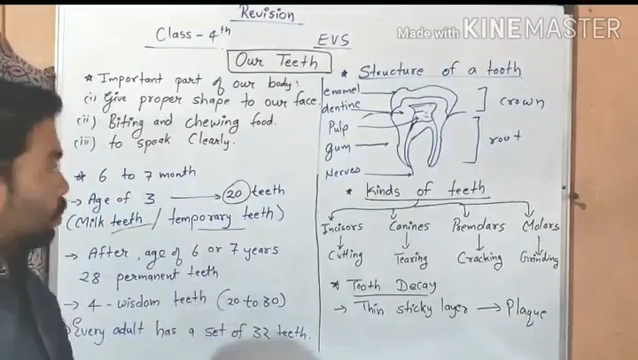 Made with KINEMASTER
Revision
Class - 4th
EVS
Our Teeth
* Important part of our body:
(i) Give proper shape to our face.
(ii) Biting and chewing food.
(iii) to speak Clearly.
* 6 to 7 month
→ Age of 3 → 20 teeth
(Milk teeth / temporary teeth)
→ After, age of 6 or 7 years
28 permanent teeth
→ 4 - wisdom teeth (20 to 30)
Every adult has a set of 32 teeth.
* Structure of a tooth
enamel
dentine
Pulp
gum
Nerves
crown
root
* Kinds of teeth
Incisors Canines Premolars Molars
Cutting Tearing Cracking Grinding
* Tooth Decay
→ Thin sticky layer → Plaque